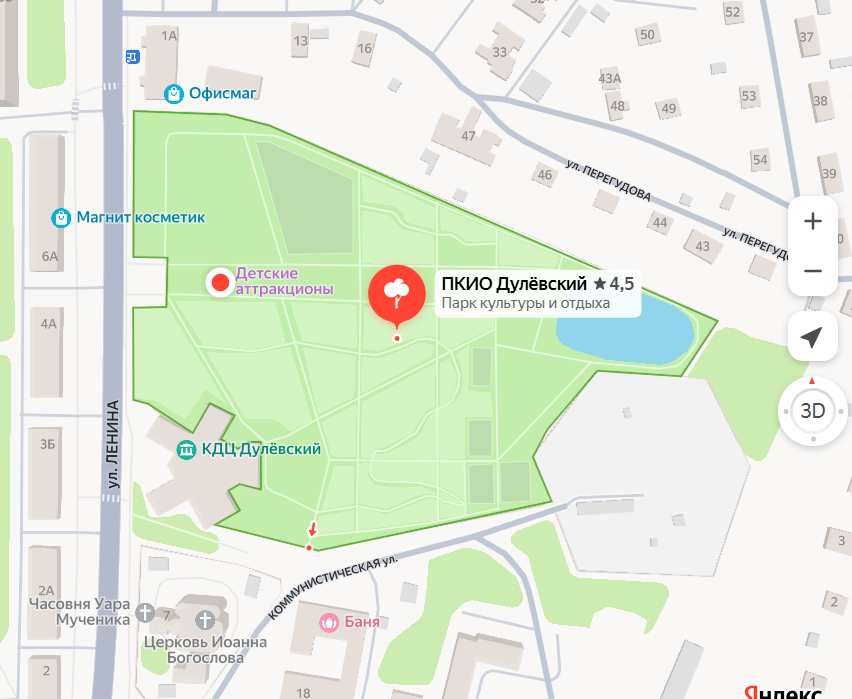 52
1А
13
16
50
37
33
Офисмаг
43А
48
49
53
38
47
54
46
39
ул. ПЕРЕГУДОВА
Магнит косметик
44
ул. ПЕРЕГУД
43
6А
Детские
аттракционы
ПКИО Дулёвский ★ 4,5
Парк культуры и отдыха
+
−
4А
3D
ул. ЛЕНИНА
3Б
КДЦ Дулёвский
3
КОММУНИСТИЧЕСКАЯ ул.
2А
Часовня Уара
Мученика
7
2
Баня
Церковь Иоанна
Богослова
2
18
1
Яндекс